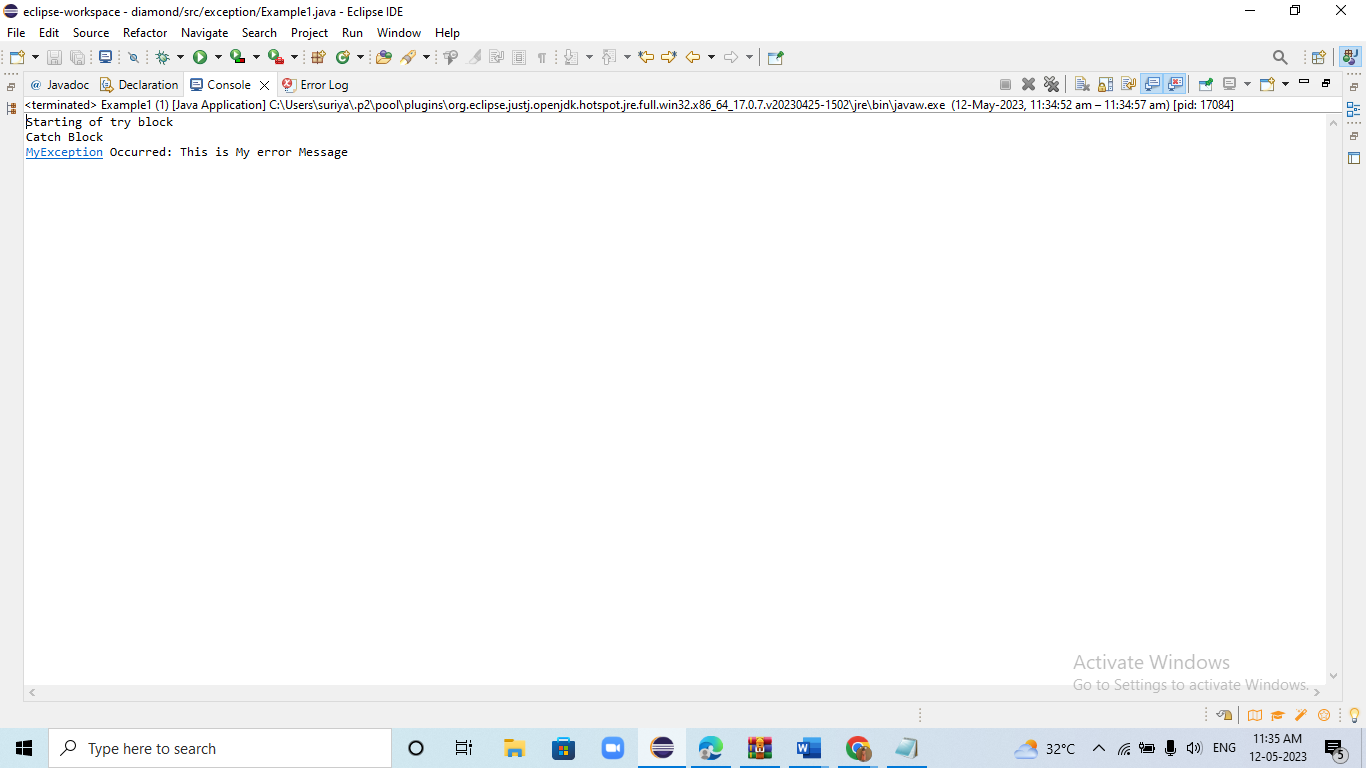 eclipse-workspace - diamond/src/exception/Example1.java - Eclipse IDE
File Edit Source Refactor Navigate Search Project Run Window Help
@ Javadoc Declaration Console Error Log
<terminated> Example1 (1) [Java Application] C:\Users\suriya\.p2\pool\plugins\org.eclipse.justj.openjdk.hotspot.jre.full.win32.x86_64_17.0.7.v20230425-1502\jre\bin\javaw.exe (12-May-2023, 11:34:52 am – 11:34:57 am) [pid: 17084]
Starting of try block
Catch Block
MyException Occurred: This is My error Message
Activate Windows
Go to Settings to activate Windows.
Type here to search
32°C
ENG
11:35 AM
12-05-2023
5